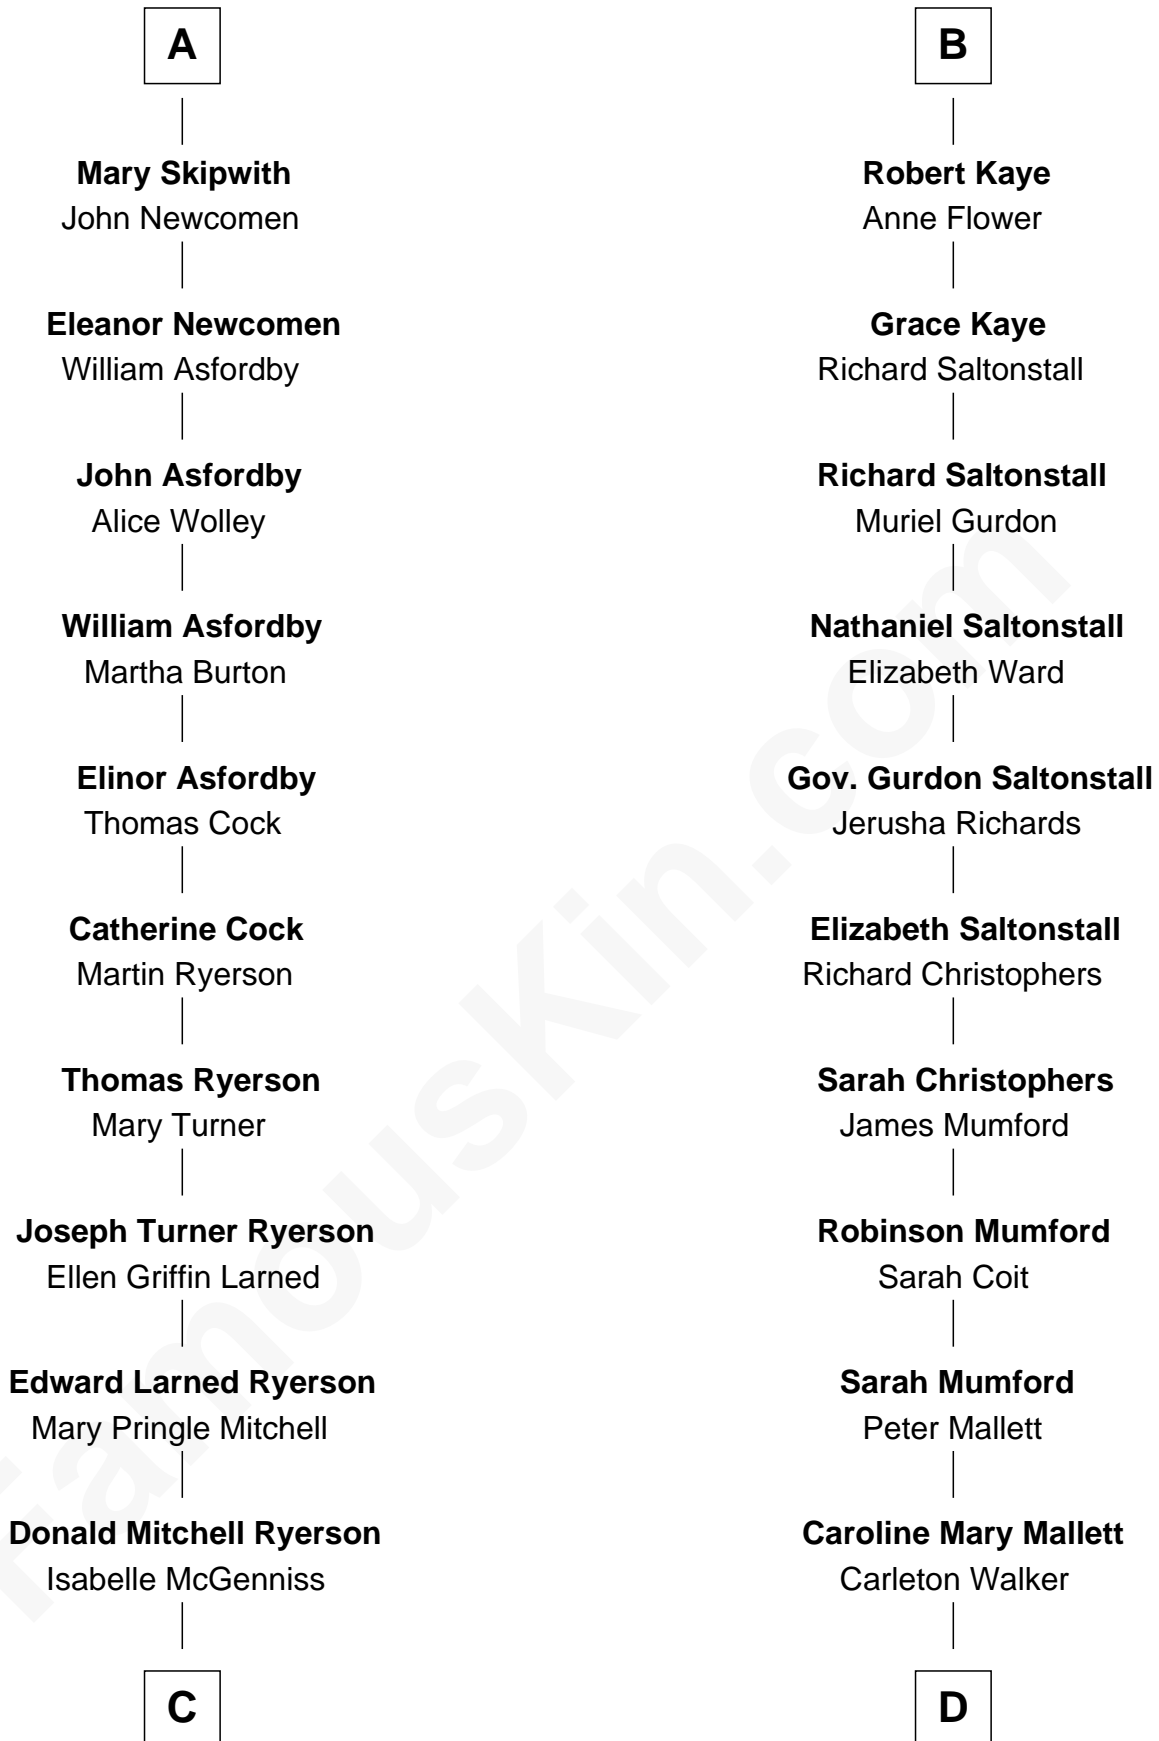 A
Mary Skipwith
John Newcomen
Eleanor Newcomen
William Asfordby
John Asfordby
Alice Wolley
William Asfordby
Martha Burton
Elinor Asfordby
Thomas Cock
Catherine Cock
Martin Ryerson
Thomas Ryerson
Mary Turner
Joseph Turner Ryerson
Ellen Griffin Larned
Edward Larned Ryerson
Mary Pringle Mitchell
Donald Mitchell Ryerson
Isabelle McGenniss
C
B
Robert Kaye
Anne Flower
Grace Kaye
Richard Saltonstall
Richard Saltonstall
Muriel Gurdon
Nathaniel Saltonstall
Elizabeth Ward
Gov. Gurdon Saltonstall
Jerusha Richards
Elizabeth Saltonstall
Richard Christophers
Sarah Christophers
James Mumford
Robinson Mumford
Sarah Coit
Sarah Mumford
Peter Mallett
Caroline Mary Mallett
Carleton Walker
D
FamousKin.com